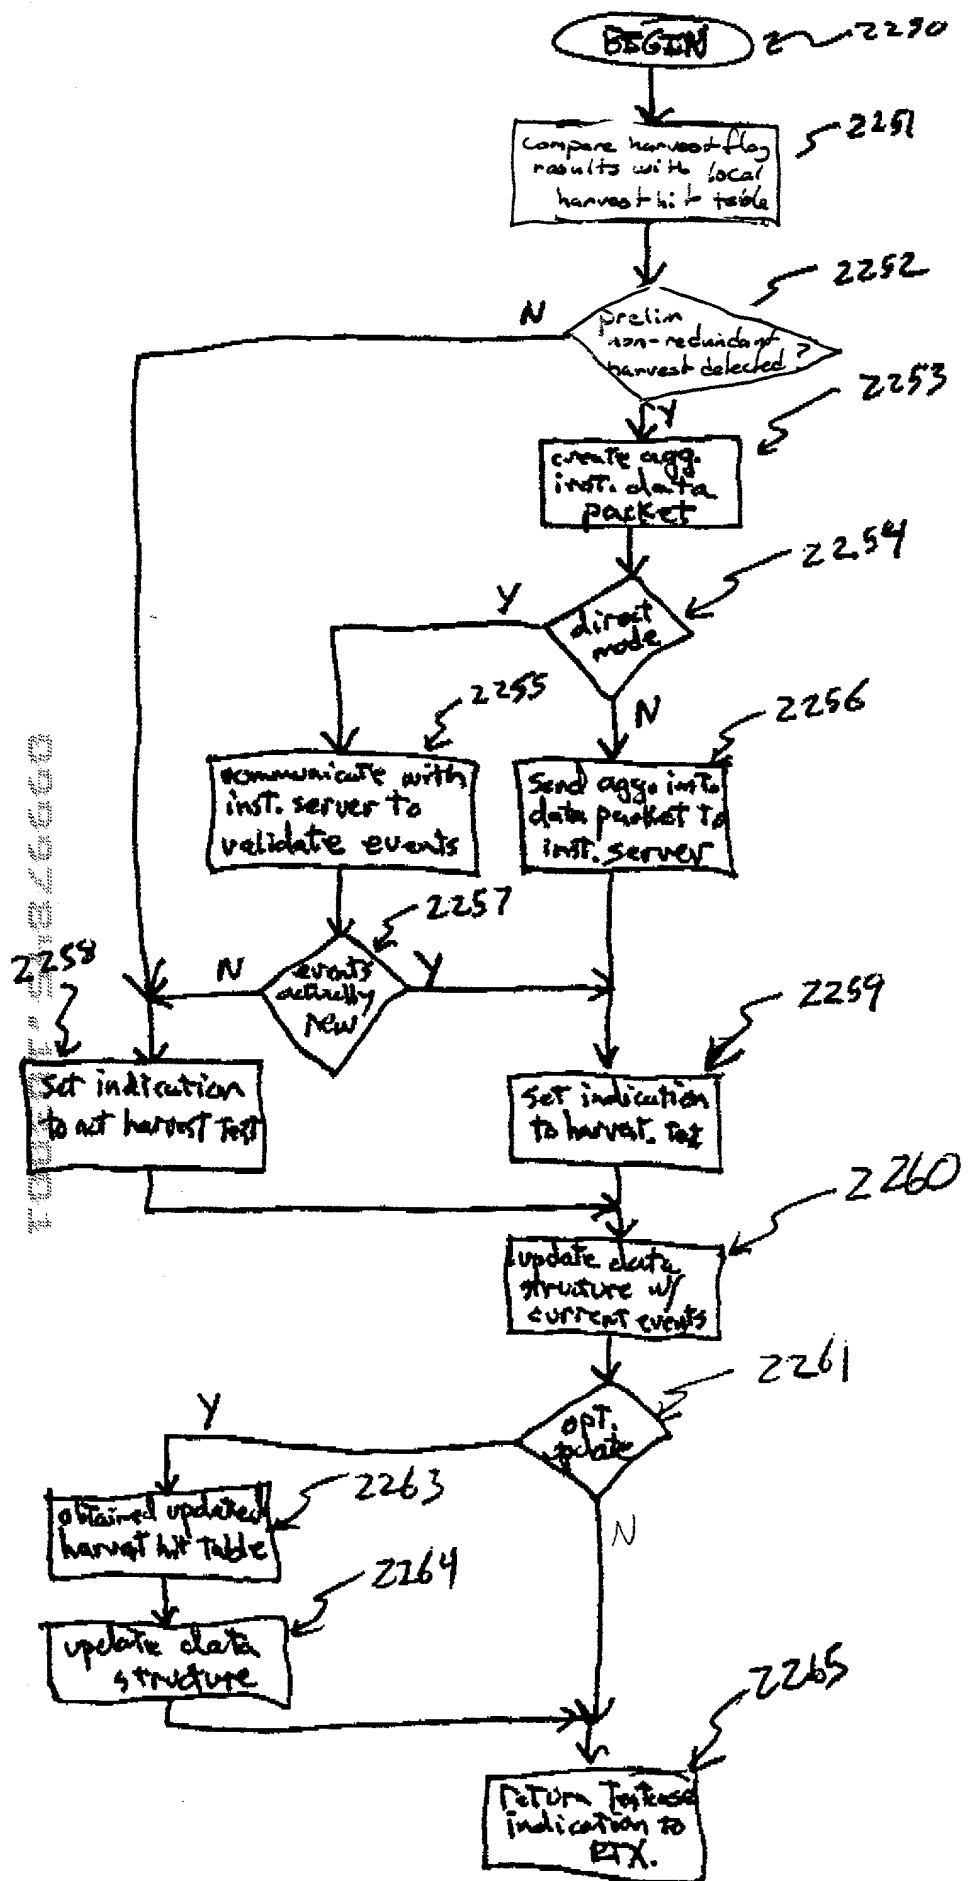 BEGIN
2250
2251
compare harvest flag
results with local
harvest hit table
2252
N
prelim
non-redundant
harvest detected ?
Y
2253
create agg.
inst. data
packet
2254
Y
direct
mode
N
2255
2256
communicate with
inst. server to
validate events
send agg. inst.
data packet to
inst. server
2257
2258
N
events
actually
new
Y
2259
set indication
to not harvest test
set indication
to harvest. test
2260
update data
structure w/
current events
2261
Y
opt.
update
N
2263
obtained updated
harvest hit table
2264
update data
structure
2265
return testcase
indication to
RTX.